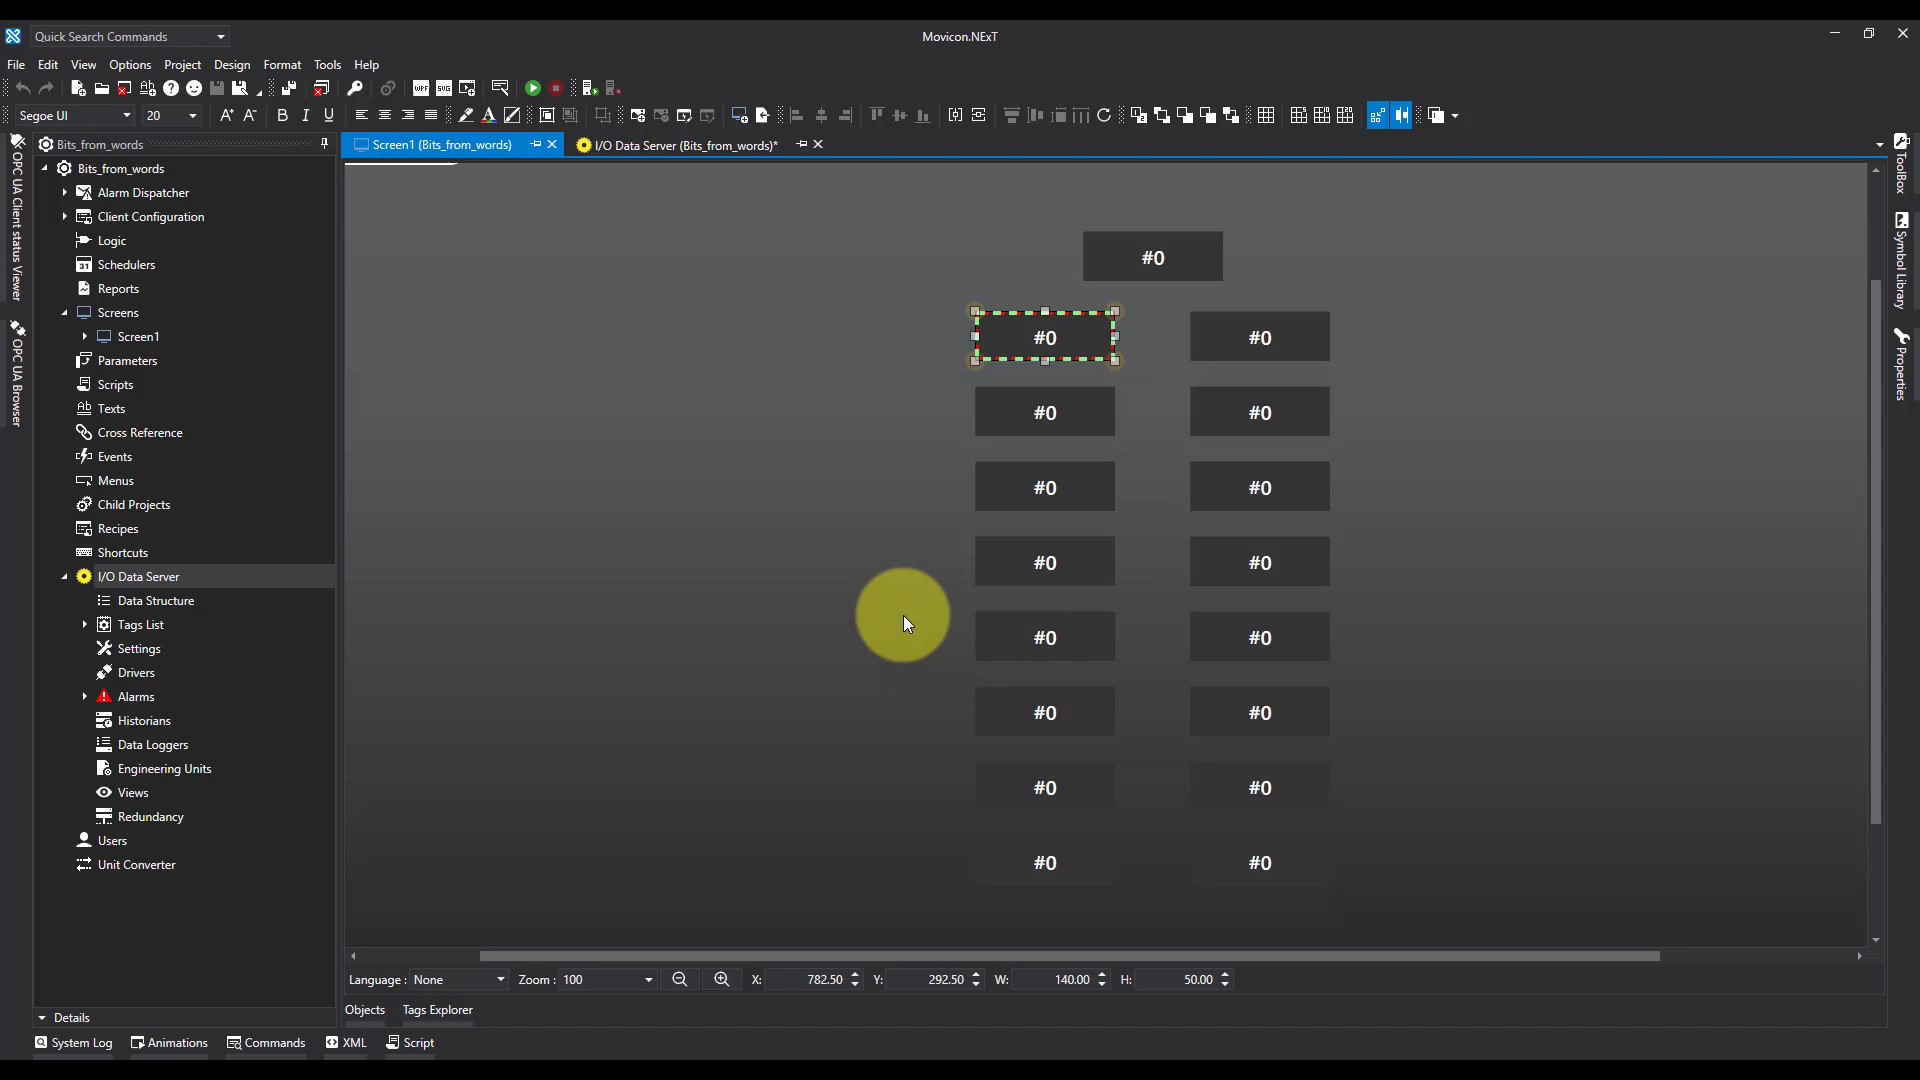 Quick Search Commands
Movicon.NExT
File Edit View Options Project Design Format Tools Help
Segoe UI 20 B I U
Bits_from_words
Screen1 (Bits_from_words)
I/O Data Server (Bits_from_words)*
Bits_from_words
Alarm Dispatcher
Client Configuration
Logic
Schedulers
Reports
Screens
Screen1
Parameters
Scripts
Texts
Cross Reference
Events
Menus
Child Projects
Recipes
Shortcuts
I/O Data Server
Data Structure
Tags List
Settings
Drivers
Alarms
Historians
Data Loggers
Engineering Units
Views
Redundancy
Users
Unit Converter
Details
OPC UA Client status Viewer
OPC UA Browser
#0
#0 #0
#0 #0
#0 #0
#0 #0
#0 #0
#0 #0
#0 #0
#0 #0
ToolBox
Symbol Library
Properties
Language : None Zoom : 100 X: 782.50 Y: 292.50 W: 140.00 H: 50.00
Objects Tags Explorer
System Log Animations Commands XML Script